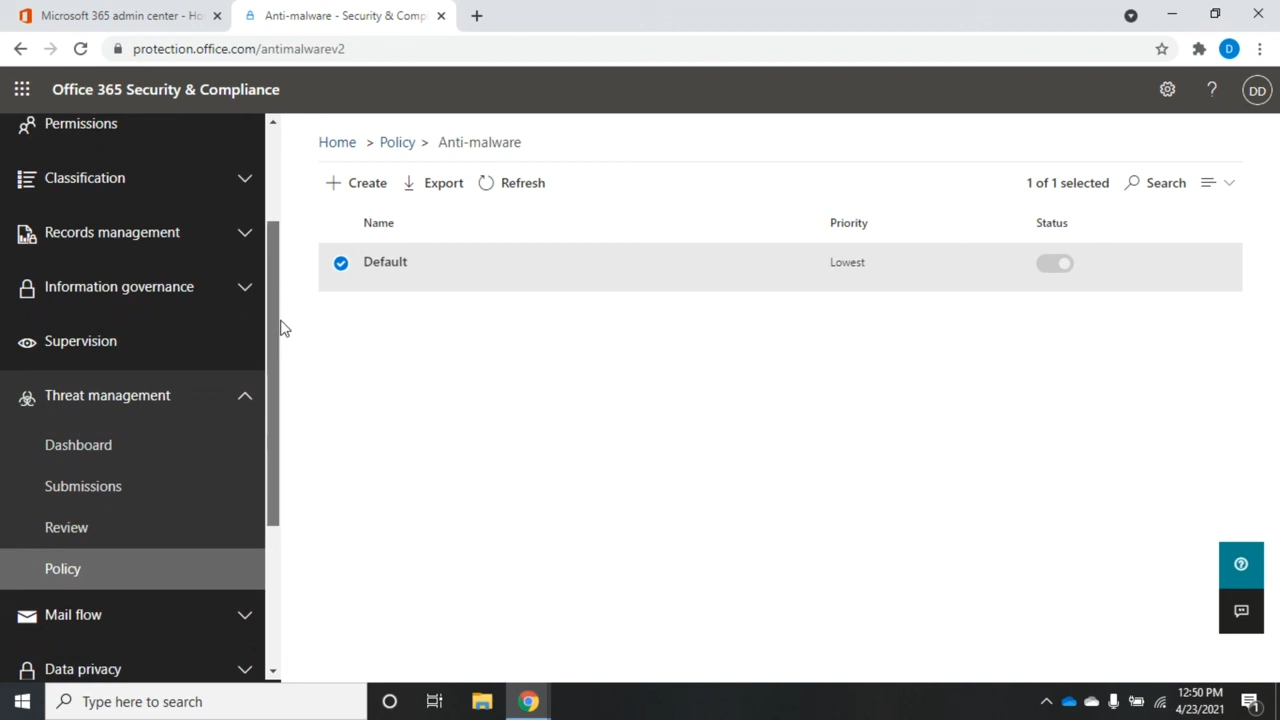 Microsoft 365 admin center - Ho
Anti-malware - Security & Comp
protection.office.com/antimalwarev2
D
Office 365 Security & Compliance
DD
Permissions
Classification
Records management
Information governance
Supervision
Threat management
Dashboard
Submissions
Review
Policy
Mail flow
Data privacy
Home > Policy > Anti-malware
Create Export Refresh
1 of 1 selected Search
Name Priority Status
Default Lowest
Type here to search
12:50 PM
4/23/2021
1